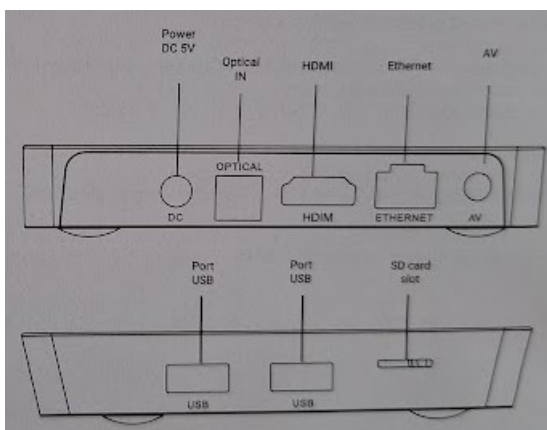 Power
DC 5V
Optical
IN
HDMI
Ethernet
AV
OPTICAL
DC
HDIM
ETHERNET
AV
Port
USB
Port
USB
SD card
slot
USB
USB